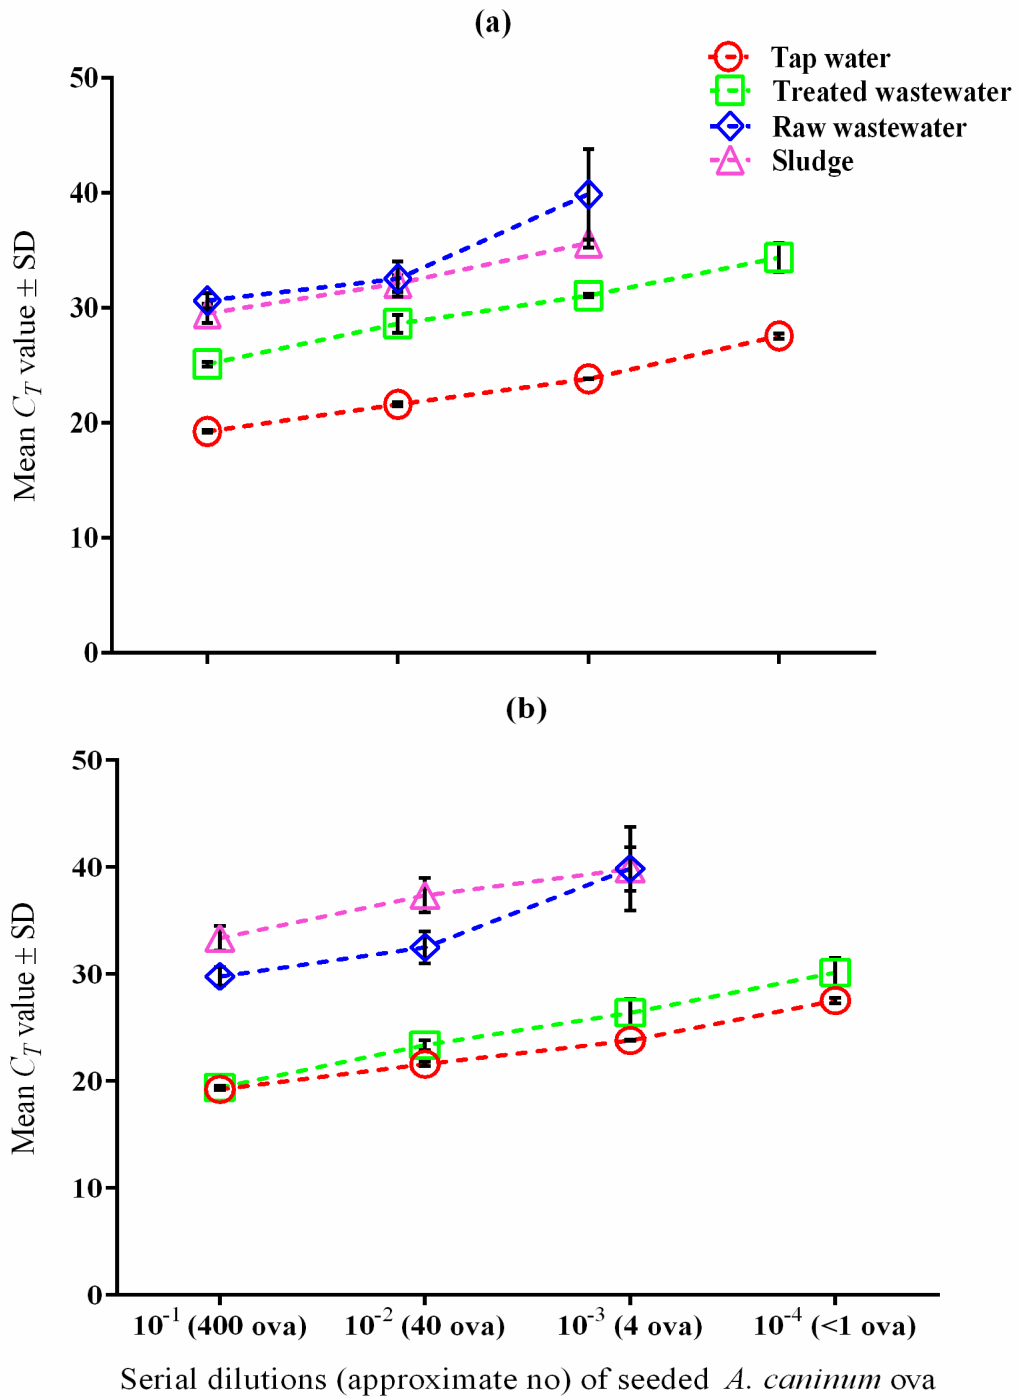 (a)
Tap water
Treated wastewater
Raw wastewater
Sludge
50
40
30
20
10
0
Mean C_T value ± SD
(b)
50
40
30
20
10
0
Mean C_T value ± SD
10⁻¹ (400 ova) 10⁻² (40 ova) 10⁻³ (4 ova) 10⁻⁴ (<1 ova)
Serial dilutions (approximate no) of seeded A. caninum ova